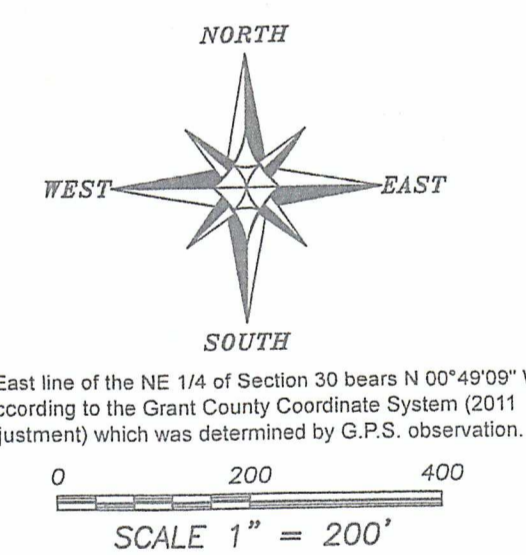 NORTH
WEST EAST
SOUTH
East line of the NE 1/4 of Section 30 bears N 00°49'09"
ccording to the Grant County Coordinate System (2011
justment) which was determined by G.P.S. observation.
0 200 400
SCALE 1" = 200'